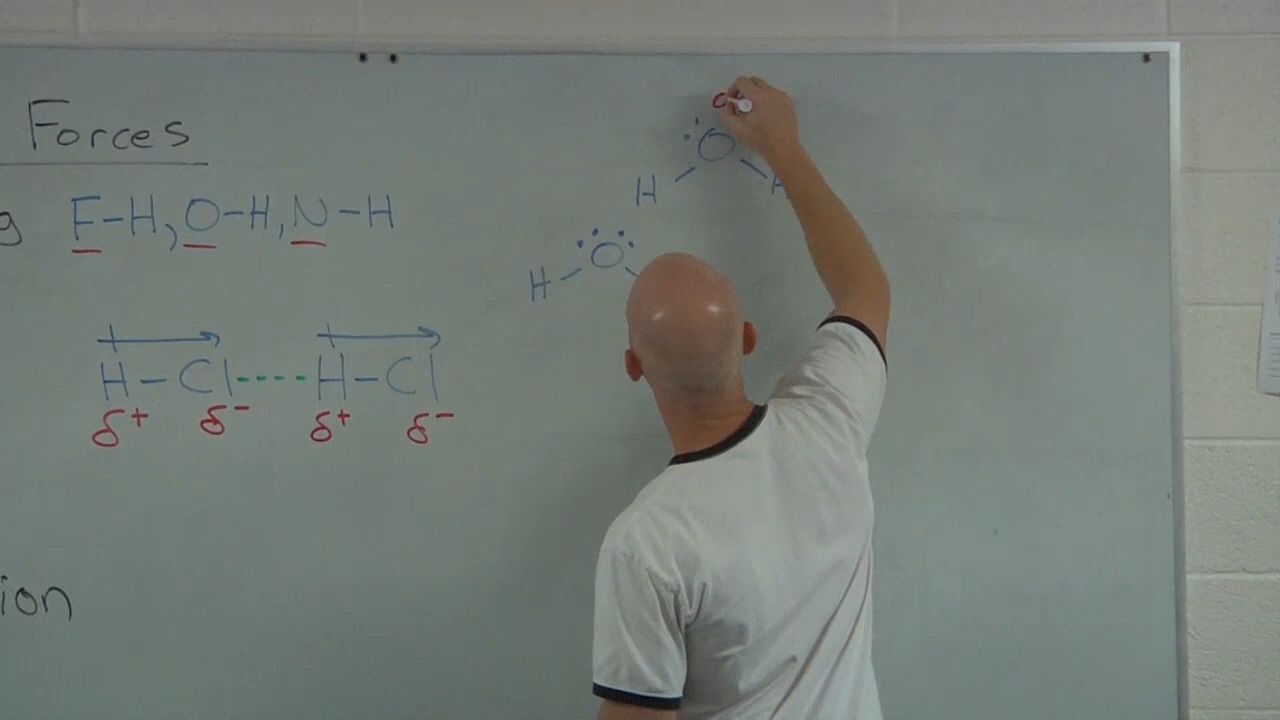 Forces
g F-H, O-H, N-H
H - Cl ---- H - Cl
δ+ δ- δ+ δ-
ion
O
H H
O
H